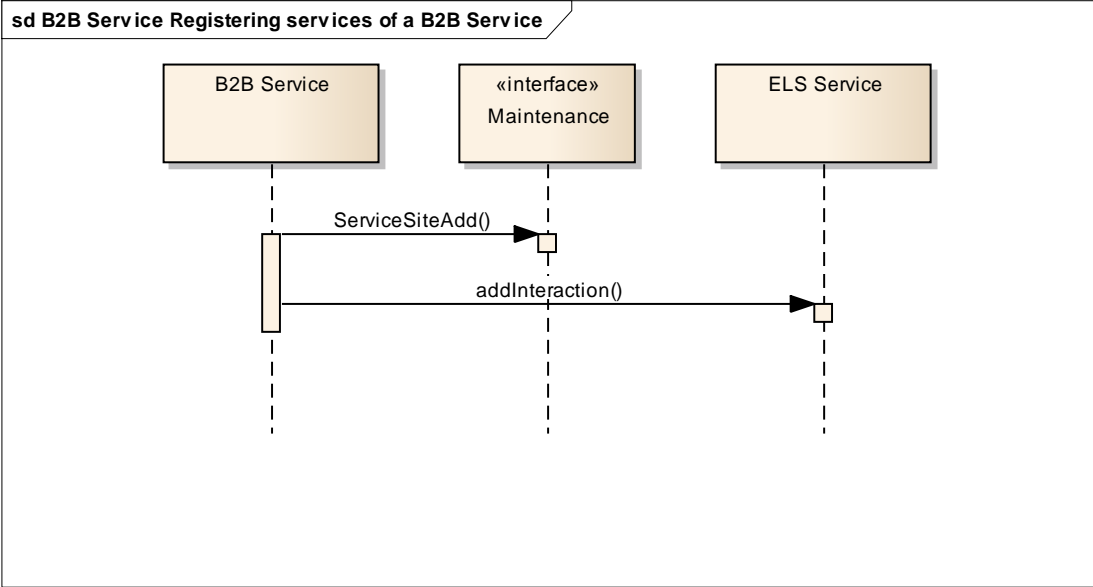 sd B2B Service Registering services of a B2B Service
B2B Service
«interface»
Maintenance
ELS Service
ServiceSiteAdd()
addInteraction()